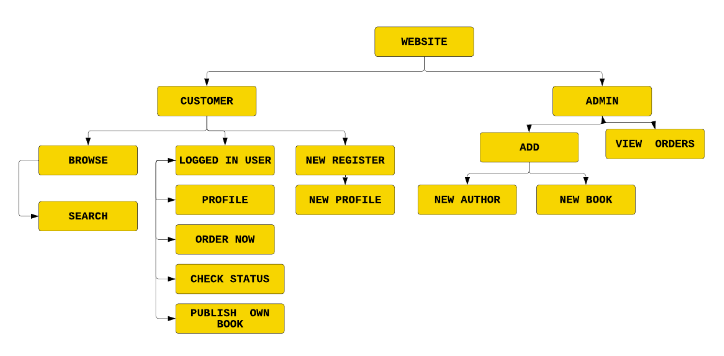 WEBSITE
CUSTOMER
ADMIN
BROWSE
LOGGED IN USER
NEW REGISTER
ADD
VIEW ORDERS
SEARCH
PROFILE
NEW PROFILE
NEW AUTHOR
NEW BOOK
ORDER NOW
CHECK STATUS
PUBLISH OWN
BOOK